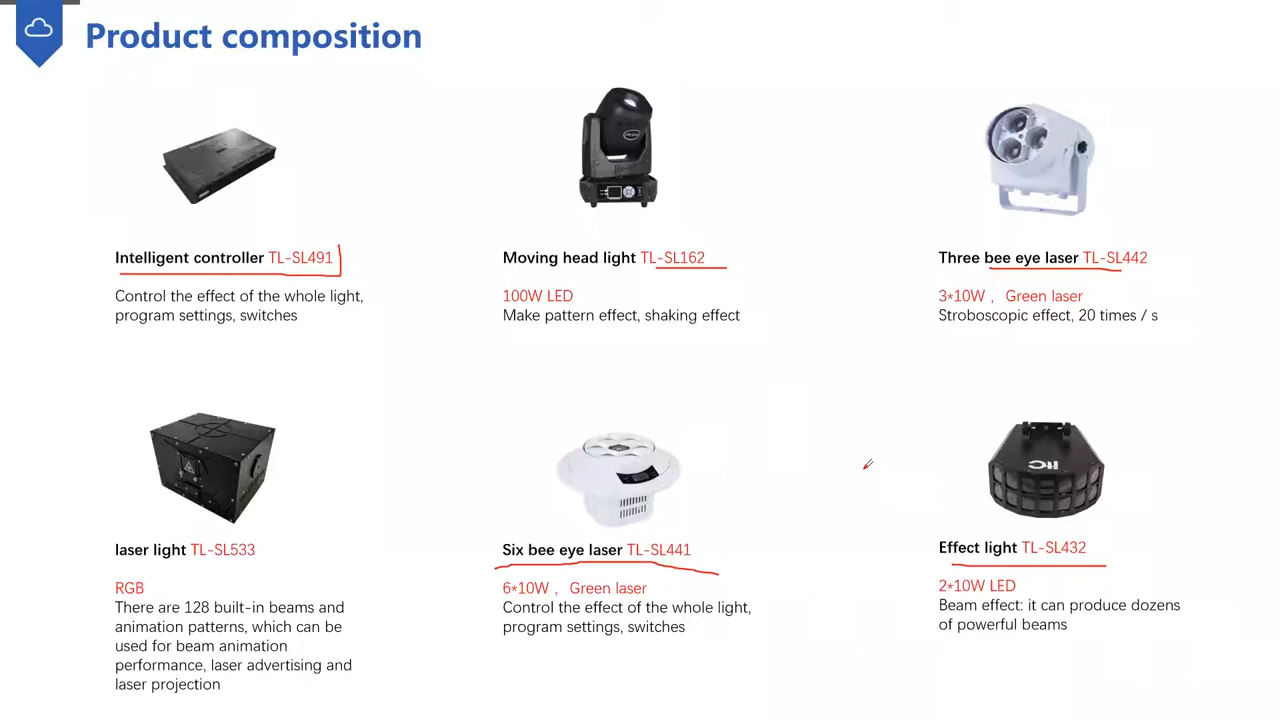 Product composition
Intelligent controller TL-SL491
Control the effect of the whole light,
program settings, switches
Moving head light TL-SL162
100W LED
Make pattern effect, shaking effect
Three bee eye laser TL-SL442
3*10W ,  Green laser
Stroboscopic effect, 20 times / s
laser light TL-SL533
RGB
There are 128 built-in beams and
animation patterns, which can be
used for beam animation
performance, laser advertising and
laser projection
Six bee eye laser TL-SL441
6*10W ,  Green laser
Control the effect of the whole light,
program settings, switches
itC
Effect light TL-SL432
2*10W LED
Beam effect: it can produce dozens
of powerful beams